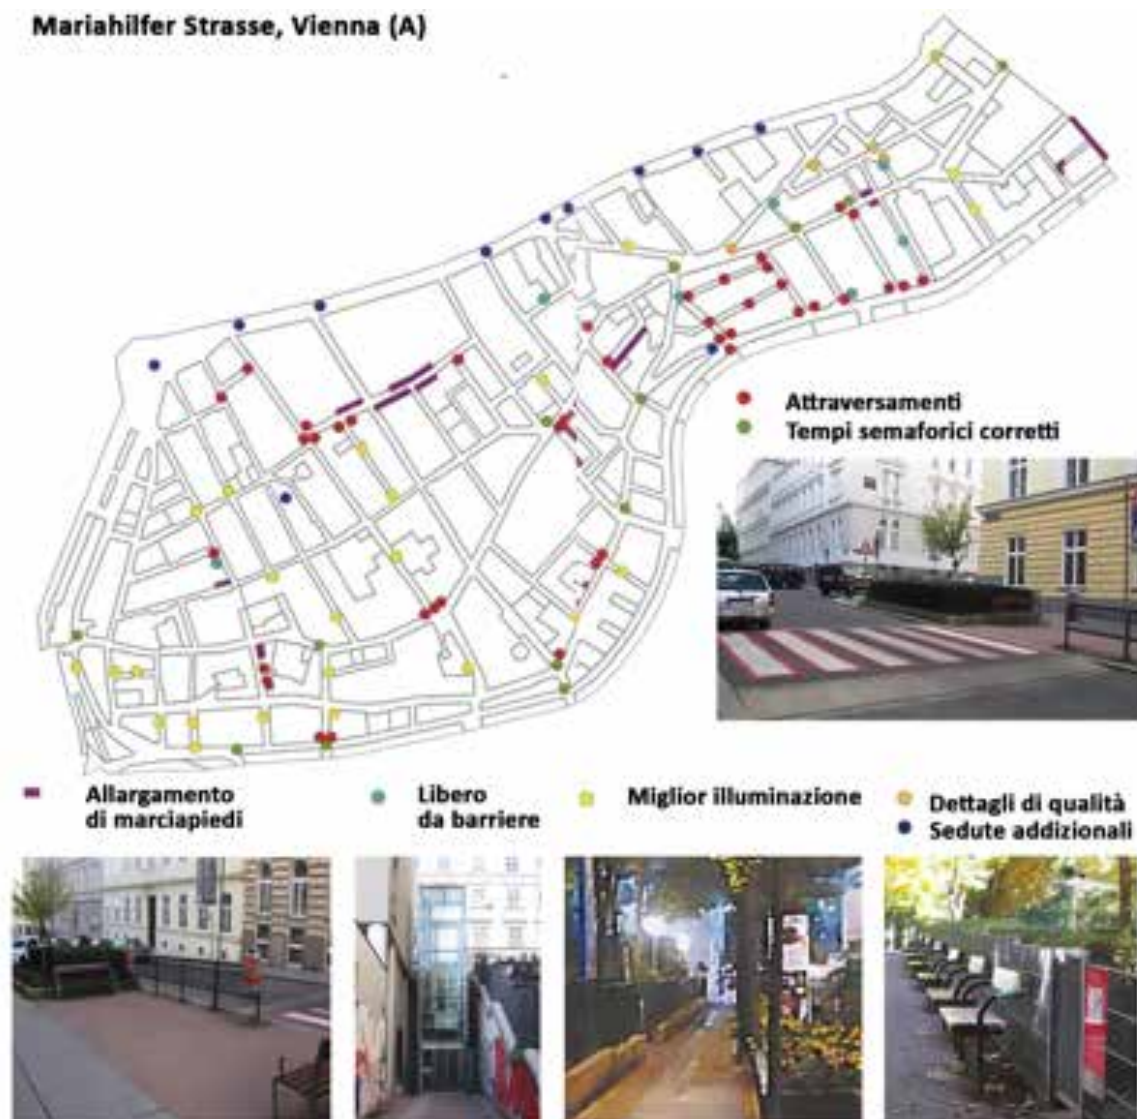 Mariahilfer Strasse, Vienna (A)
Attraversamenti
Tempi semaforici corretti
Allargamento
di marciapiedi
Libero
da barriere
Miglior illuminazione
Dettagli di qualità
Sedute addizionali